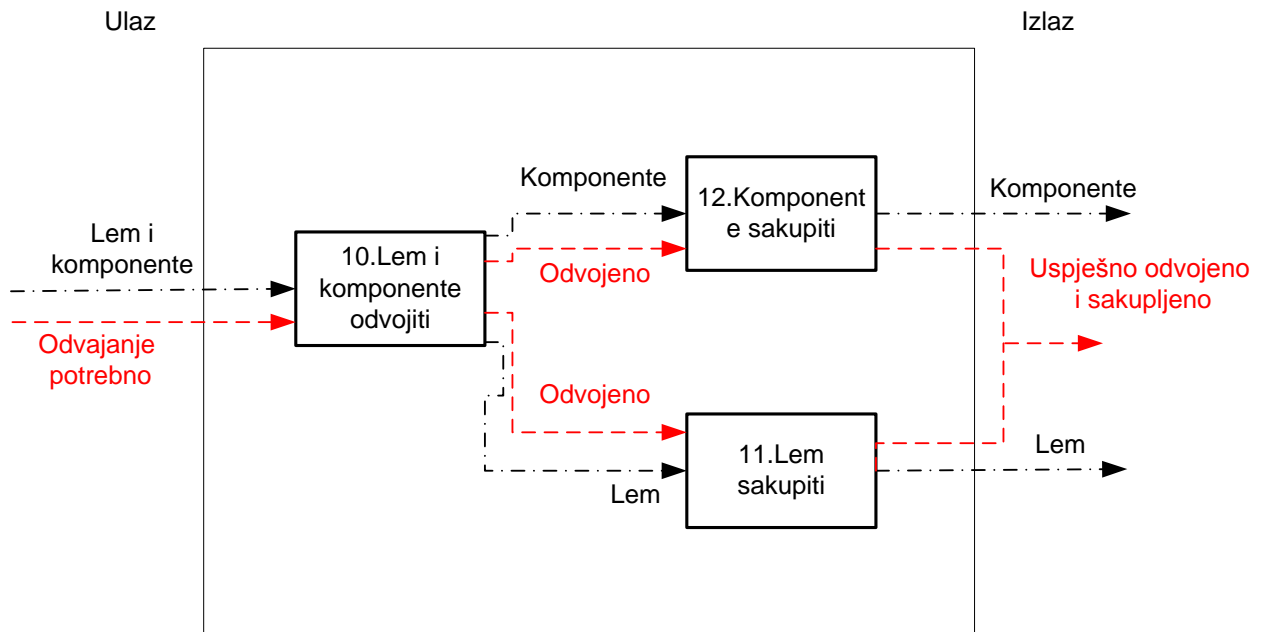 Ulaz
Izlaz
Komponente
12.Komponent
e sakupiti
Komponente
Lem i
komponente
10.Lem i
komponente
odvojiti
Odvojeno
Uspješno odvojeno
i sakupljeno
Odvajanje
potrebno
Odvojeno
11.Lem
sakupiti
Lem
Lem